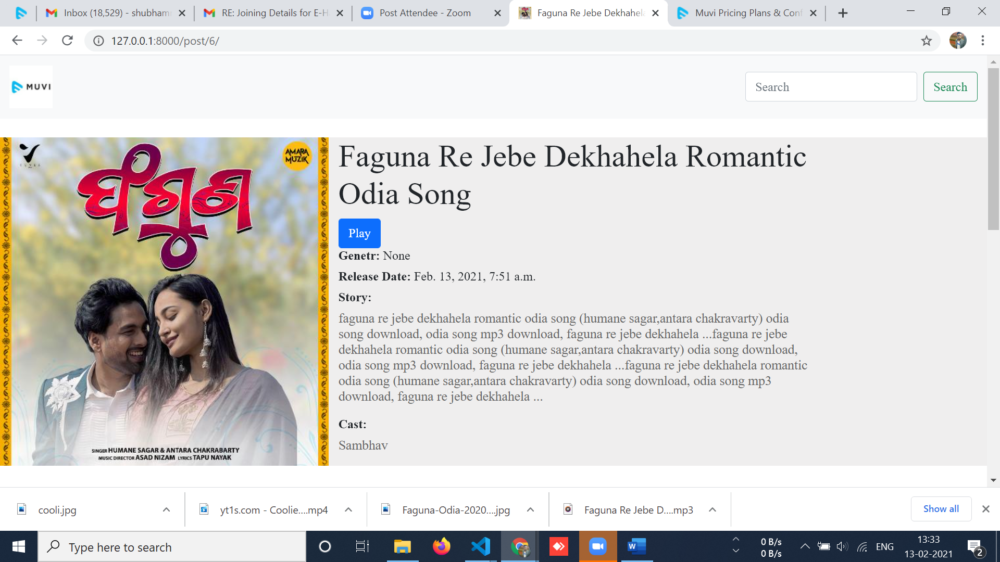 Inbox (18,529) - shubham
RE: Joining Details for E-H
Post Attendee - Zoom
Faguna Re Jebe Dekhahela
Muvi Pricing Plans & Conf
127.0.0.1:8000/post/6/
MUVI
Search
Search
AMARA
MUZIK
ଫଗୁଣ
SINGER HUMANE SAGAR & ANTARA CHAKRABARTY
MUSIC DIRECTOR ASAD NIZAM LYRICS TAPU NAYAK
Faguna Re Jebe Dekhahela Romantic
Odia Song
Play
Genetr: None
Release Date: Feb. 13, 2021, 7:51 a.m.
Story:
faguna re jebe dekhahela romantic odia song (humane sagar,antara chakravarty) odia
song download, odia song mp3 download, faguna re jebe dekhahela ...faguna re jebe
dekhahela romantic odia song (humane sagar,antara chakravarty) odia song download,
odia song mp3 download, faguna re jebe dekhahela ...faguna re jebe dekhahela romantic
odia song (humane sagar,antara chakravarty) odia song download, odia song mp3
download, faguna re jebe dekhahela ...
Cast:
Sambhav
cooli.jpg
yt1s.com - Coolie....mp4
Faguna-Odia-2020....jpg
Faguna Re Jebe D....mp3
Show all
Type here to search
0 B/s
0 B/s
ENG
13:33
13-02-2021
2